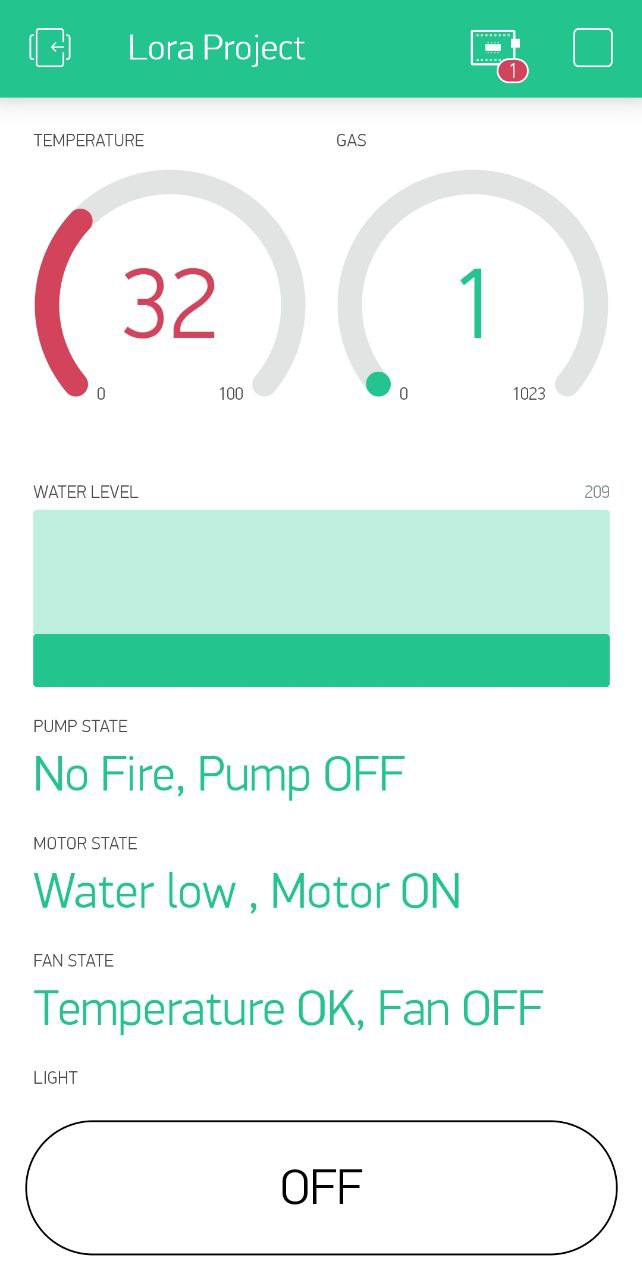 Lora Project
1
TEMPERATURE
GAS
32
1
0
100
0
1023
WATER LEVEL
209
PUMP STATE
No Fire, Pump OFF
MOTOR STATE
Water low , Motor ON
FAN STATE
Temperature OK, Fan OFF
LIGHT
OFF